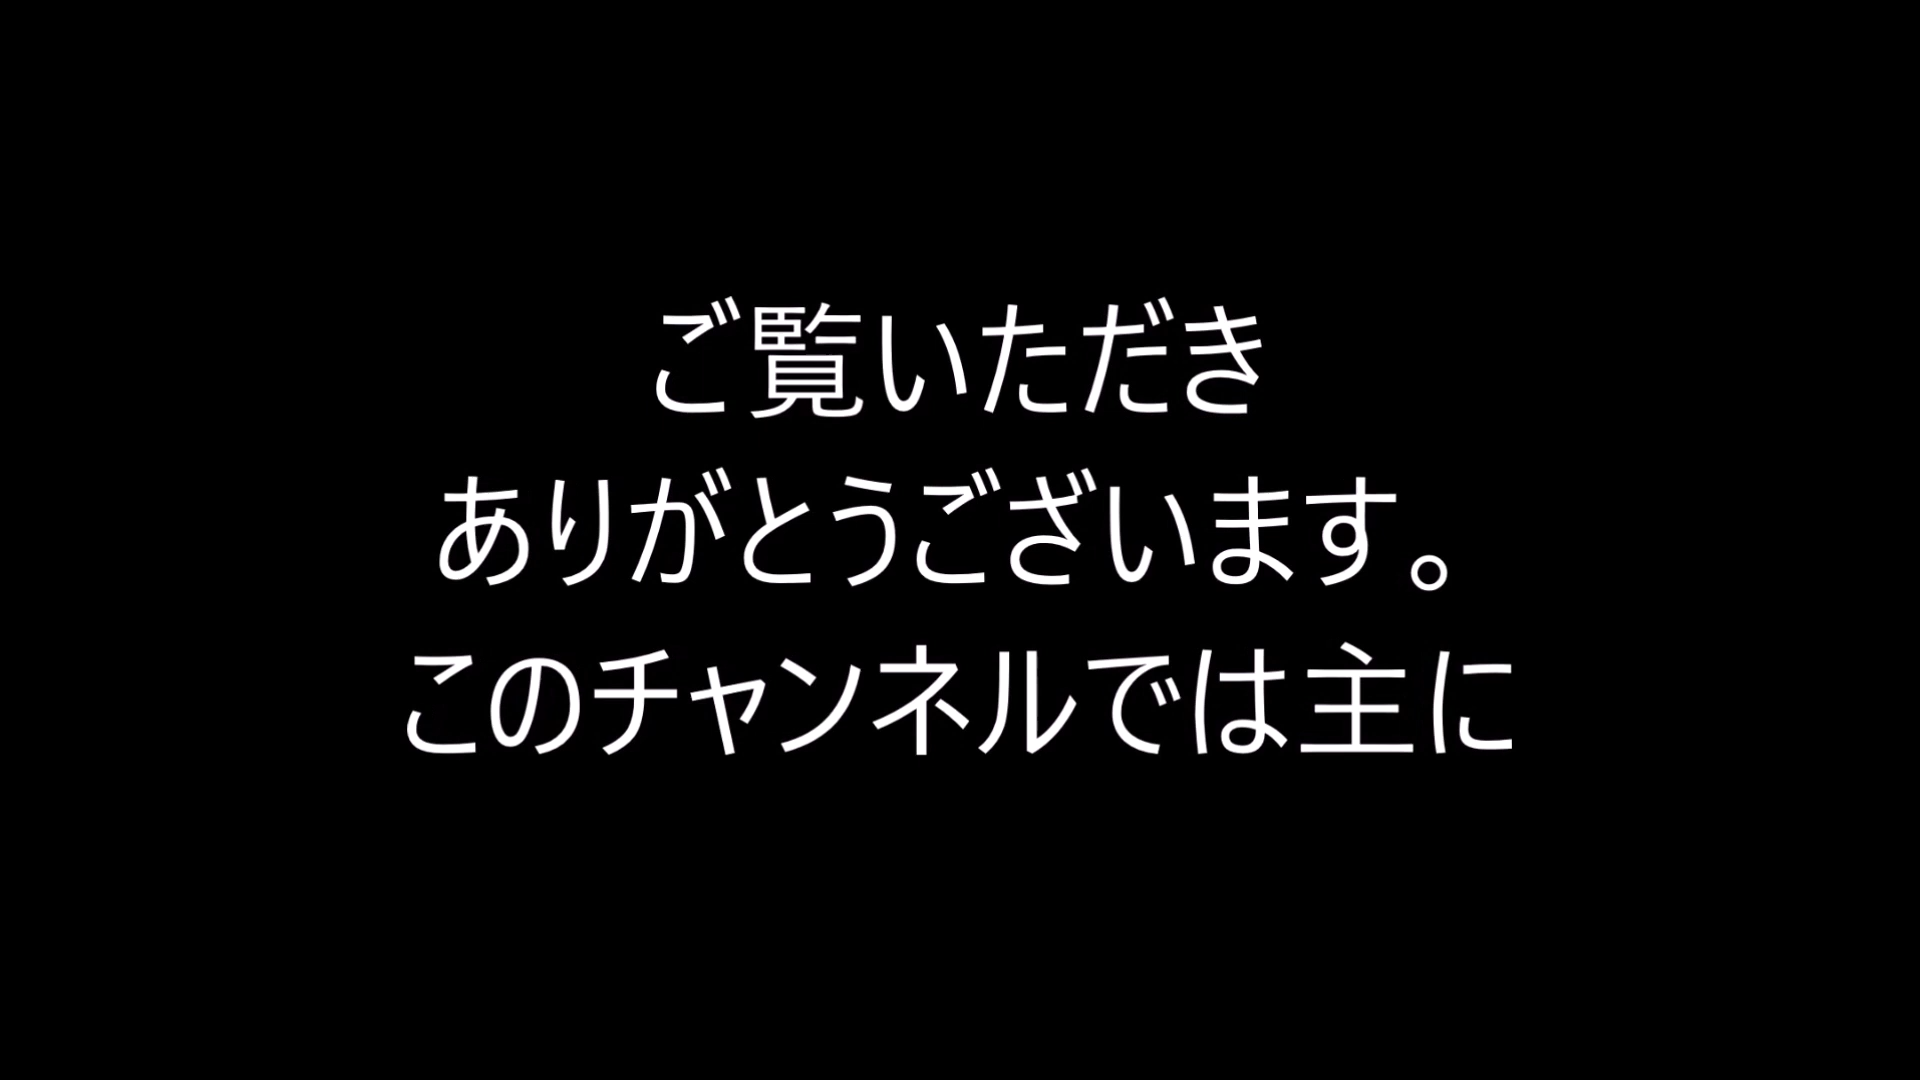 ご覧いただき
ありがとうございます。
このチャンネルでは主に